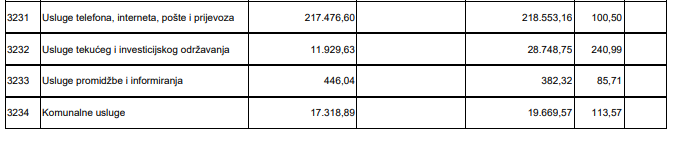 3231 Usluge telefona, interneta, pošte i prijevoza 217.476,60 218.553,16 100,50
3232 Usluge tekućeg i investicijskog održavanja 11.929,63 28.748,75 240,99
3233 Usluge promidžbe i informiranja 446,04 382,32 85,71
3234 Komunalne usluge 17.318,89 19.669,57 113,57